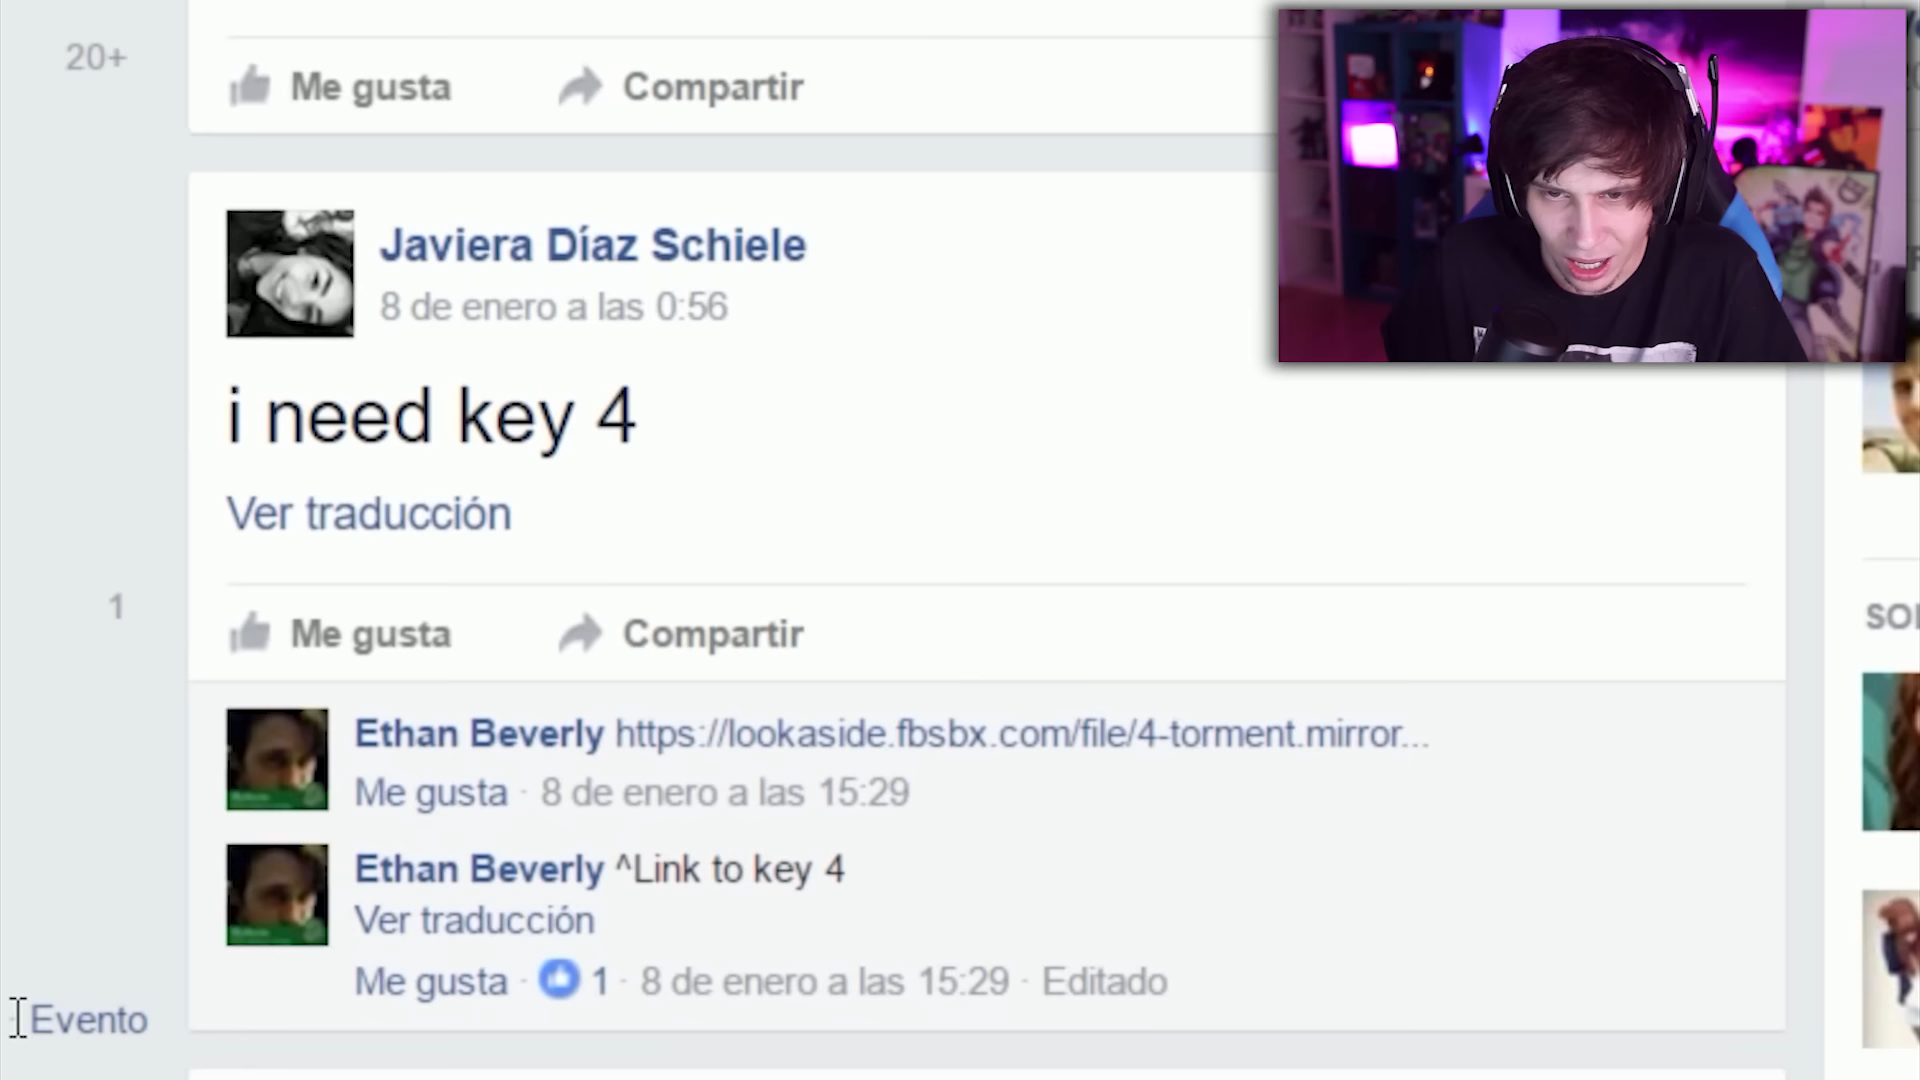 20+
Me gusta Compartir
Javiera Díaz Schiele
8 de enero a las 0:56
i need key 4
Ver traducción
1
Me gusta Compartir
SO
Ethan Beverly https://lookaside.fbsbx.com/file/4-torment.mirror...
Me gusta · 8 de enero a las 15:29
Ethan Beverly ^Link to key 4
Ver traducción
Me gusta · 1 · 8 de enero a las 15:29 · Editado
Evento